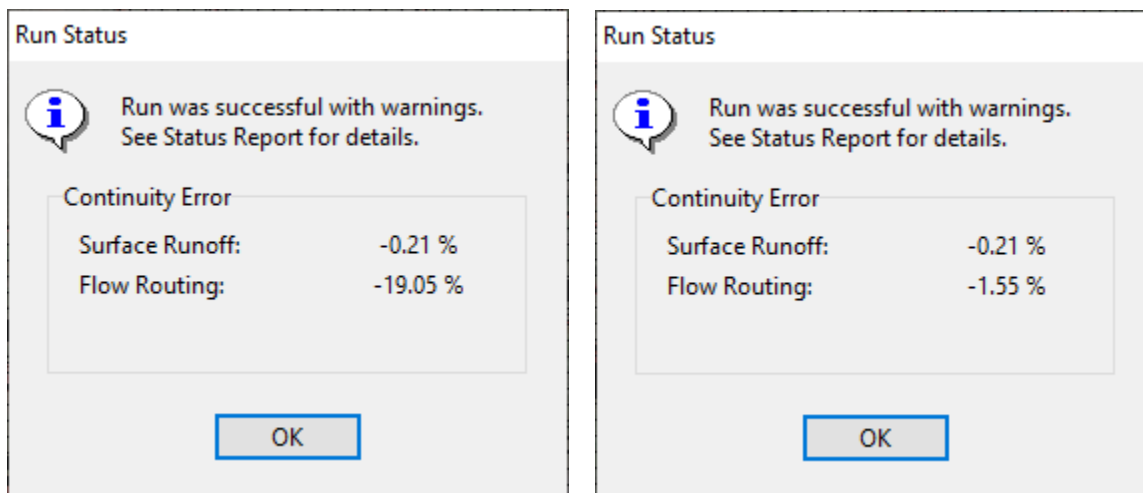 Run Status
Run was successful with warnings.
See Status Report for details.
Continuity Error
Surface Runoff: -0.21 %
Flow Routing: -19.05 %
OK
Run Status
Run was successful with warnings.
See Status Report for details.
Continuity Error
Surface Runoff: -0.21 %
Flow Routing: -1.55 %
OK